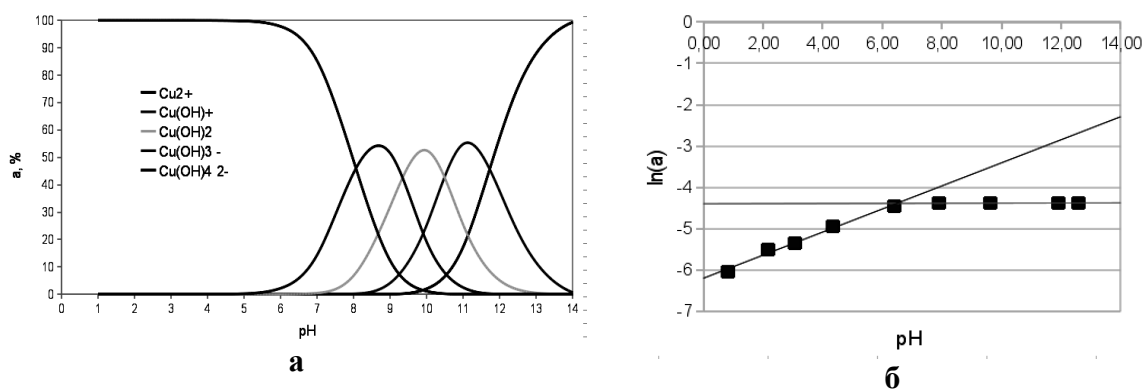 100
90
80
70
60
50
40
30
20
10
0
a, %
Cu2+
Cu(OH)+
Cu(OH)2
Cu(OH)3 -
Cu(OH)4 2-
0 1 2 3 4 5 6 7 8 9 10 11 12 13 14
pH
а
0
-1
-2
-3
-4
-5
-6
-7
ln(a)
0,00 2,00 4,00 6,00 8,00 10,00 12,00 14,00
pH
б